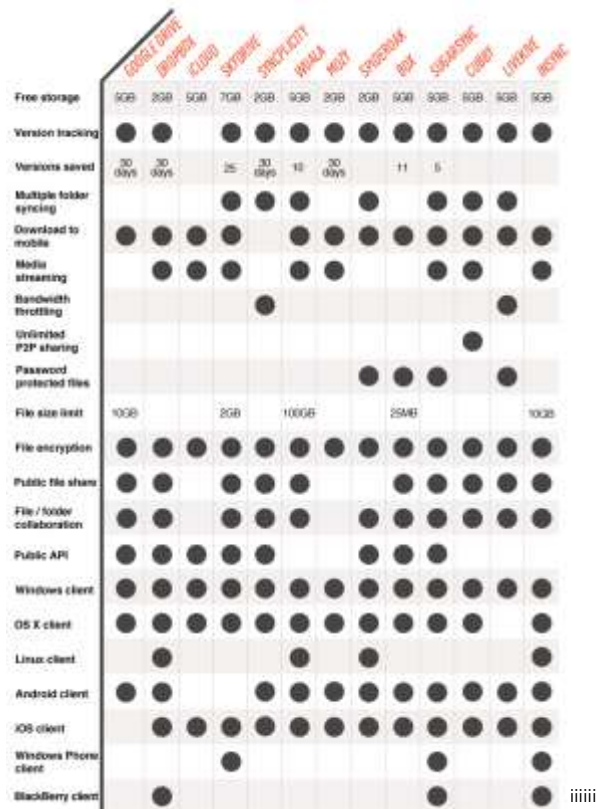 GOOGLE DRIVE DROPBOX ICLOUD SKYDRIVE SYNCPLICITY WUALA MOZY SPIDEROAK BOX SUGARSYNC CUBBY LIVEDRIVE INSYNC
Free storage 5GB 2GB 5GB 7GB 2GB 5GB 2GB 2GB 5GB 5GB 5GB 5GB 5GB
Version tracking
Versions saved 30 days 30 days 25 30 days 10 30 days 11 5
Multiple folder
syncing
Download to
mobile
Media
streaming
Bandwidth
throttling
Unlimited
P2P sharing
Password
protected files
File size limit 10GB 2GB 100GB 25MB 10GB
File encryption
Public file share
File / folder
collaboration
Public API
Windows client
OS X client
Linux client
Android client
iOS client
Windows Phone
client
BlackBerry client
iiiiii